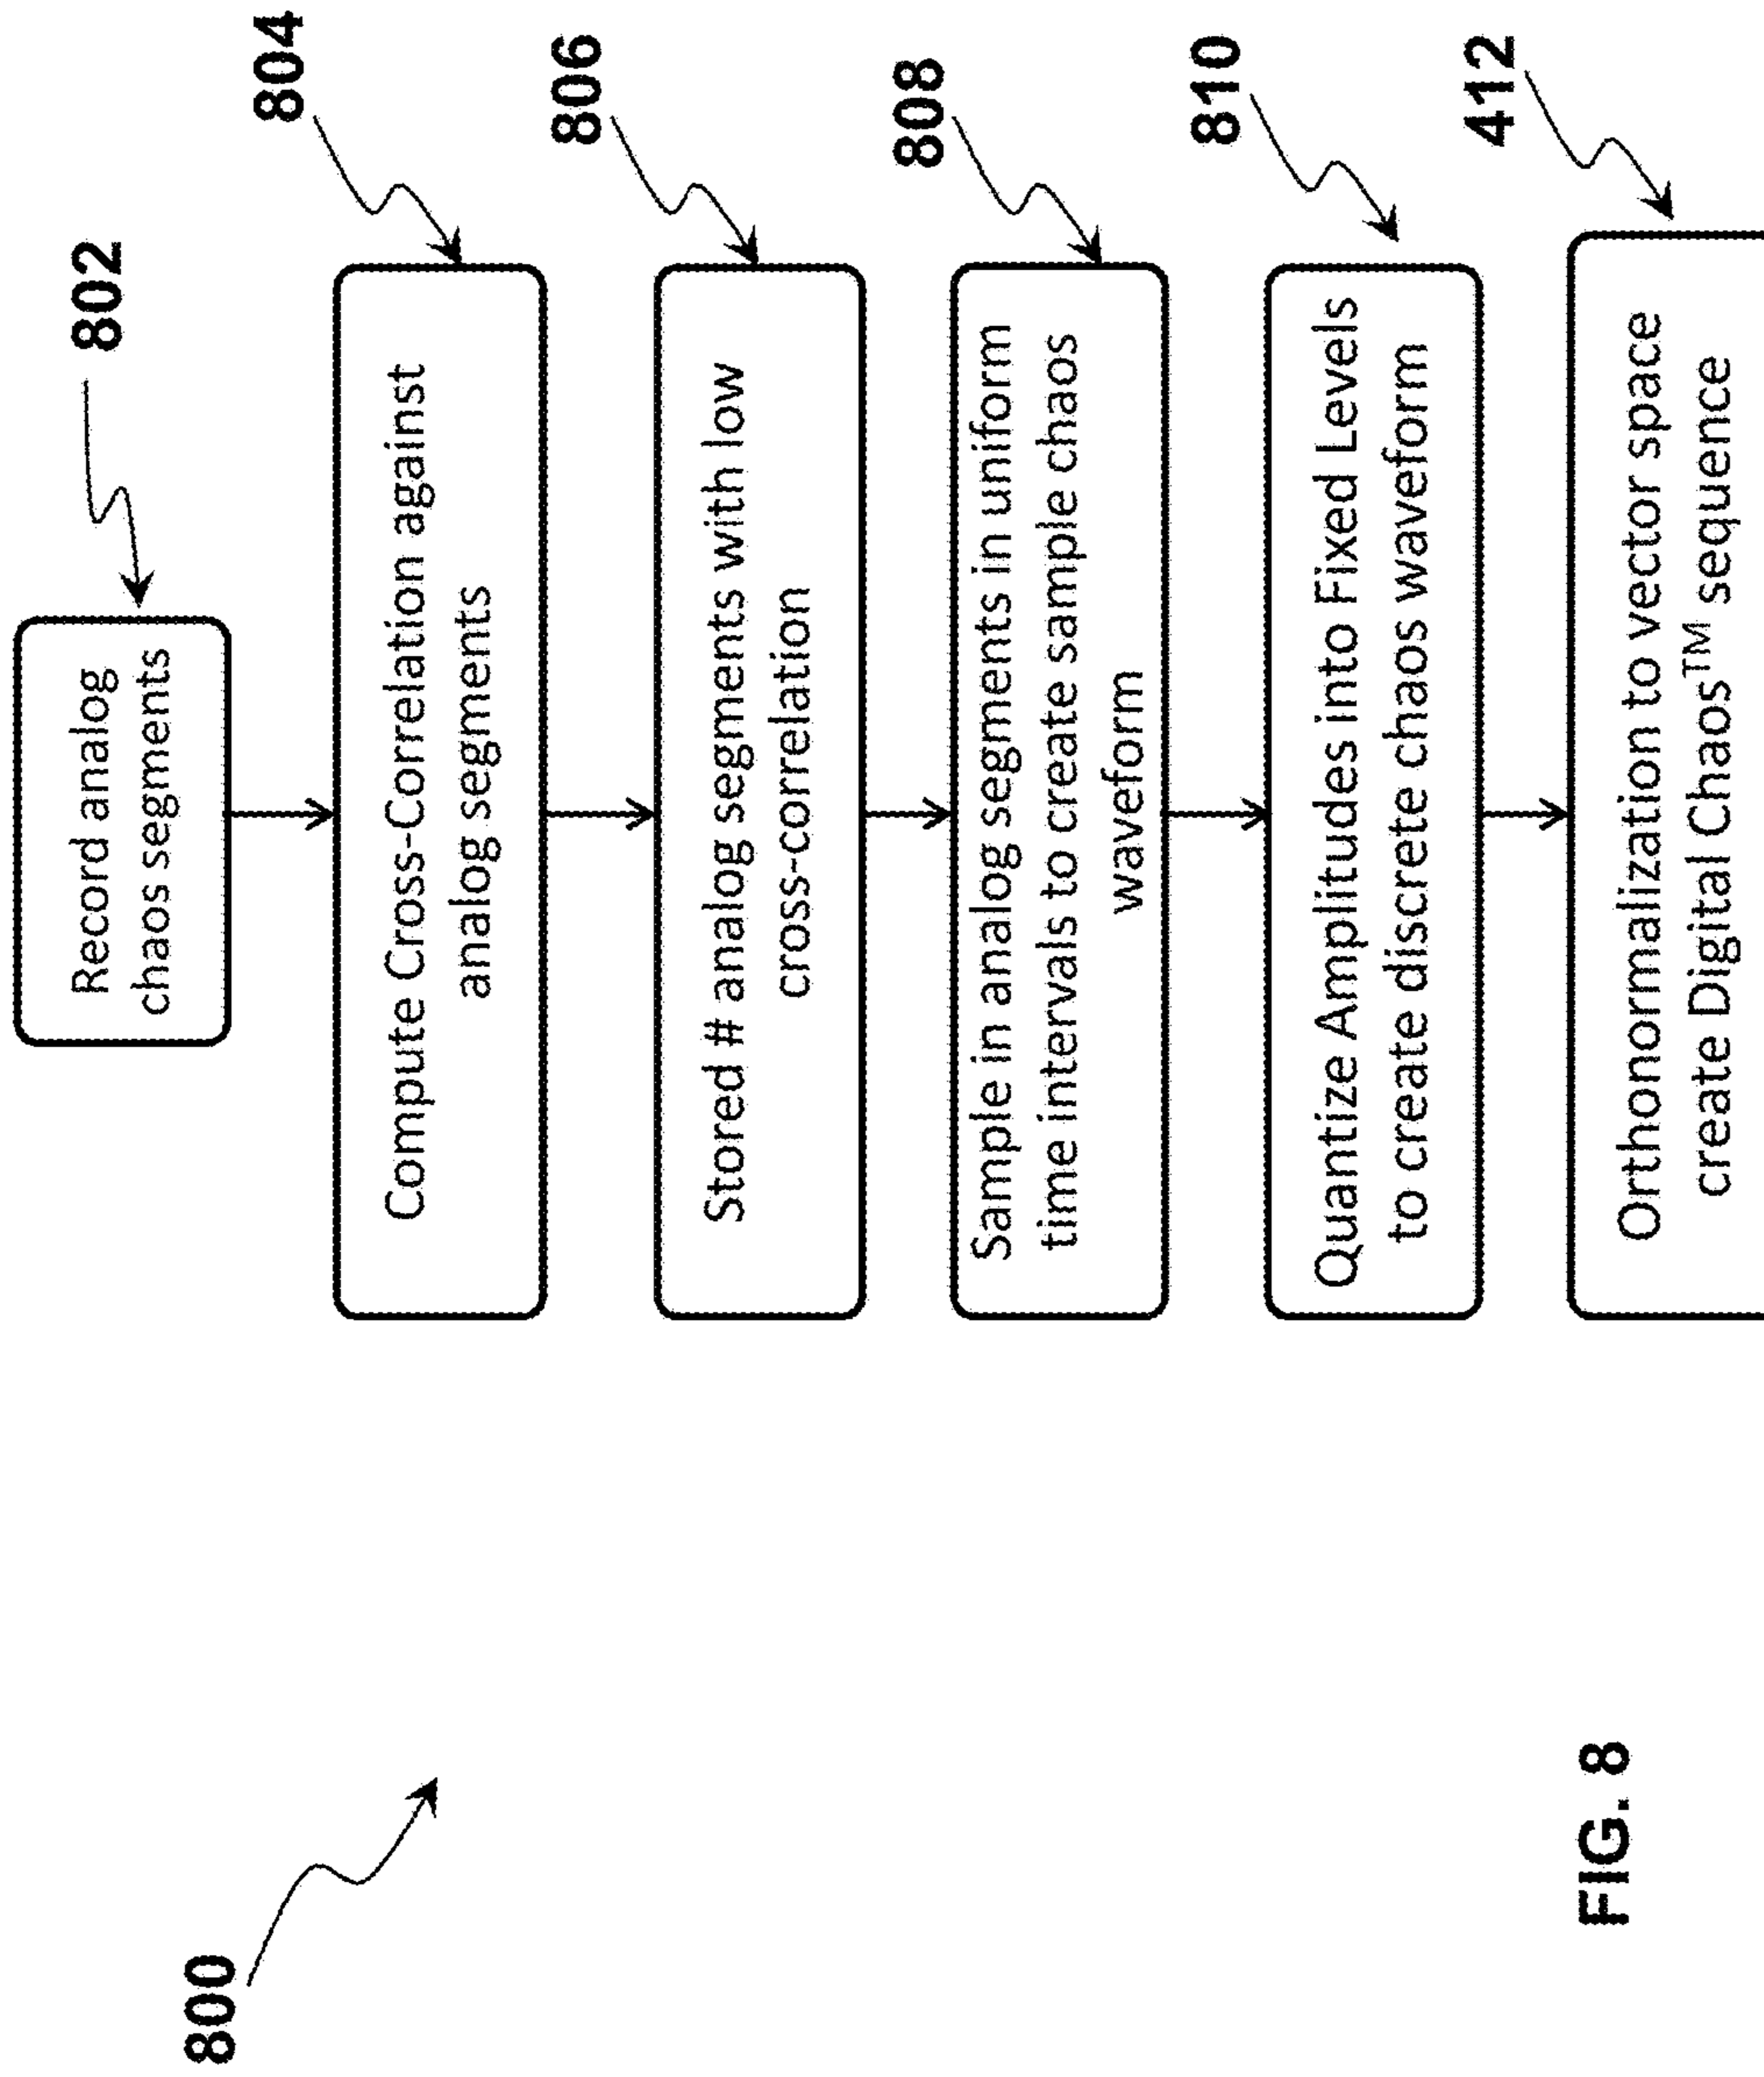 800
802
Record analog
chaos segments
804
Compute Cross-Correlation against
analog segments
806
Stored # analog segments with low
cross-correlation
808
Sample in analog segments in uniform
time intervals to create sample chaos
waveform
810
Quantize Amplitudes into Fixed Levels
to create discrete chaos waveform
412
Orthonormalization to vector space
create Digital Chaos™ sequence
FIG. 8